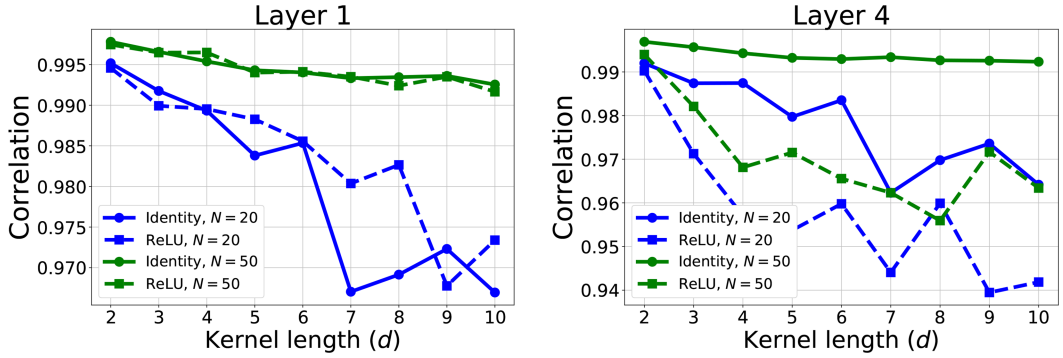 Layer 1
Correlation
0.995
0.990
0.985
0.980
0.975
0.970
Identity, N = 20
ReLU, N = 20
Identity, N = 50
ReLU, N = 50
2 3 4 5 6 7 8 9 10
Kernel length (d)
Layer 4
Correlation
0.99
0.98
0.97
0.96
0.95
0.94
Identity, N = 20
ReLU, N = 20
Identity, N = 50
ReLU, N = 50
2 3 4 5 6 7 8 9 10
Kernel length (d)